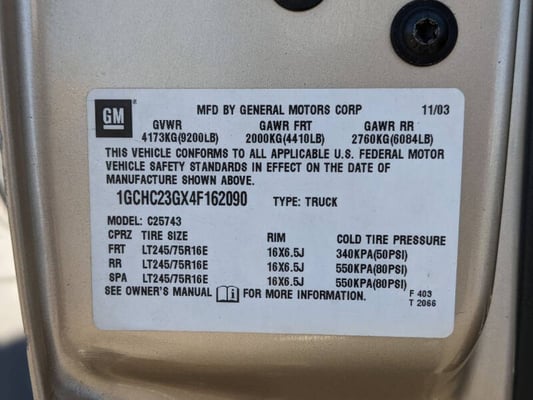 GM
MFD BY GENERAL MOTORS CORP 11/03
GVWR GAWR FRT GAWR RR
4173KG(9200LB) 2000KG(4410LB) 2760KG(6084LB)
THIS VEHICLE CONFORMS TO ALL APPLICABLE U.S. FEDERAL MOTOR
VEHICLE SAFETY STANDARDS IN EFFECT ON THE DATE OF
MANUFACTURE SHOWN ABOVE.
1GCHC23GX4F162090 TYPE: TRUCK
MODEL: C25743
CPRZ TIRE SIZE RIM COLD TIRE PRESSURE
FRT LT245/75R16E 16X6.5J 340KPA(50PSI)
RR LT245/75R16E 16X6.5J 550KPA(80PSI)
SPA LT245/75R16E 16X6.5J 550KPA(80PSI)
SEE OWNER'S MANUAL FOR MORE INFORMATION.
F 403
T 2066